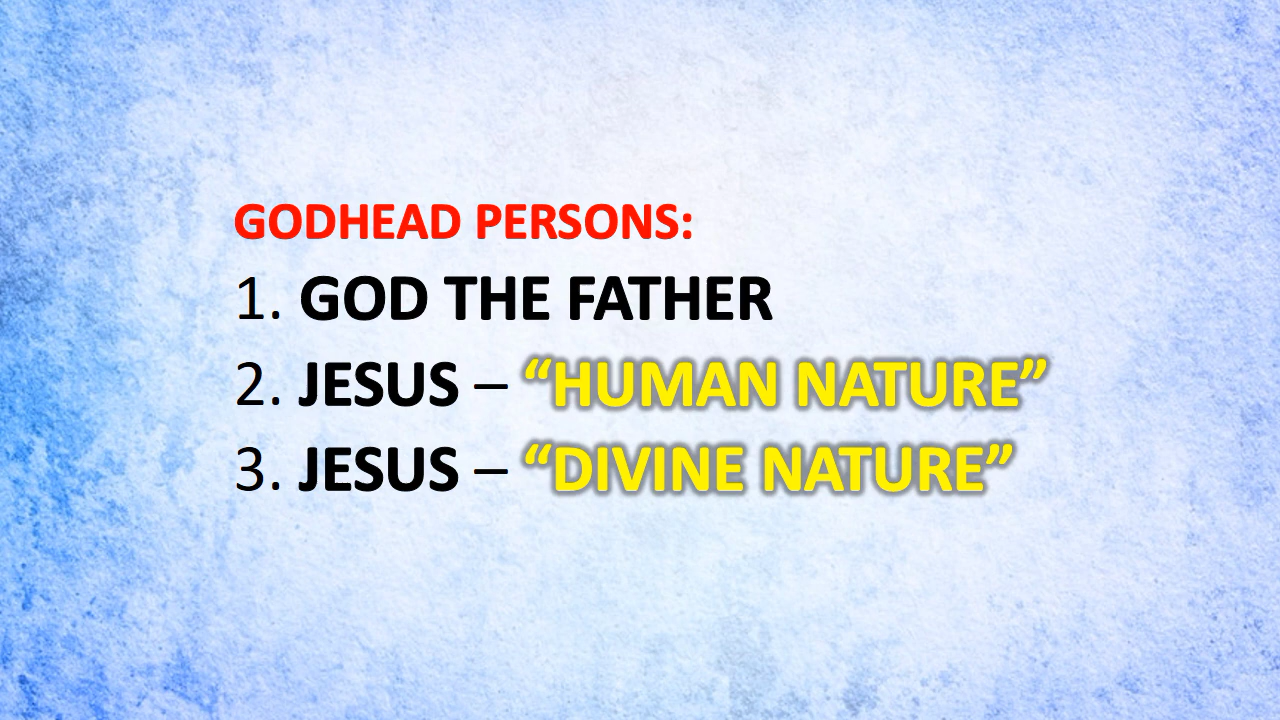 GODHEAD PERSONS:
1. GOD THE FATHER
2. JESUS – “HUMAN NATURE”
3. JESUS – “DIVINE NATURE”